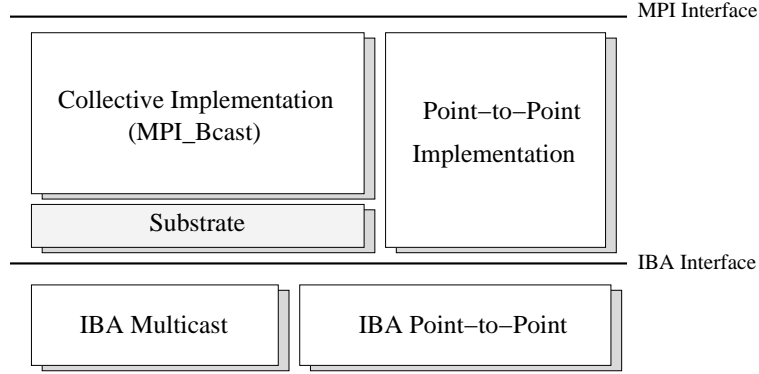 MPI Interface
Collective Implementation
(MPI_Bcast)
Point−to−Point
Implementation
Substrate
IBA Interface
IBA Multicast
IBA Point−to−Point